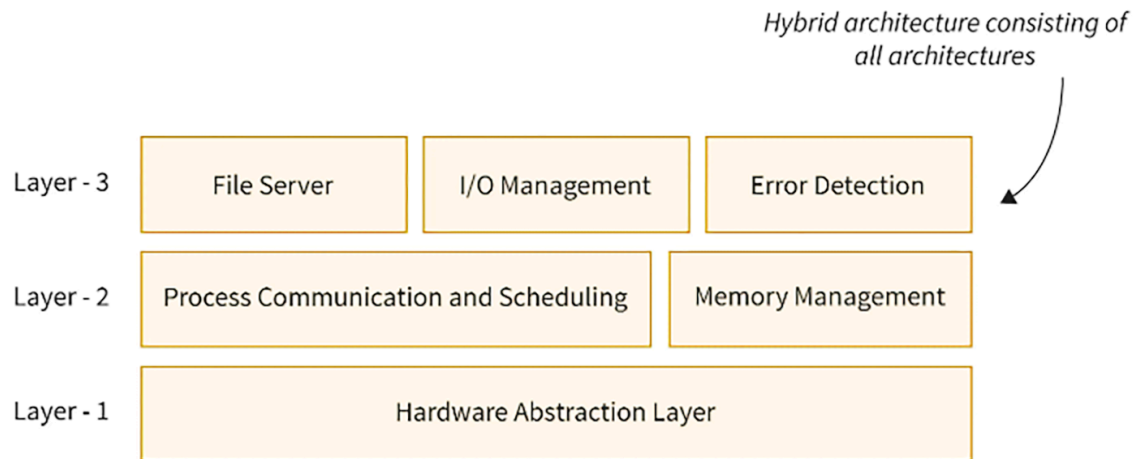 Hybrid architecture consisting of
all architectures
Layer - 3
File Server
I/O Management
Error Detection
Layer - 2
Process Communication and Scheduling
Memory Management
Layer - 1
Hardware Abstraction Layer